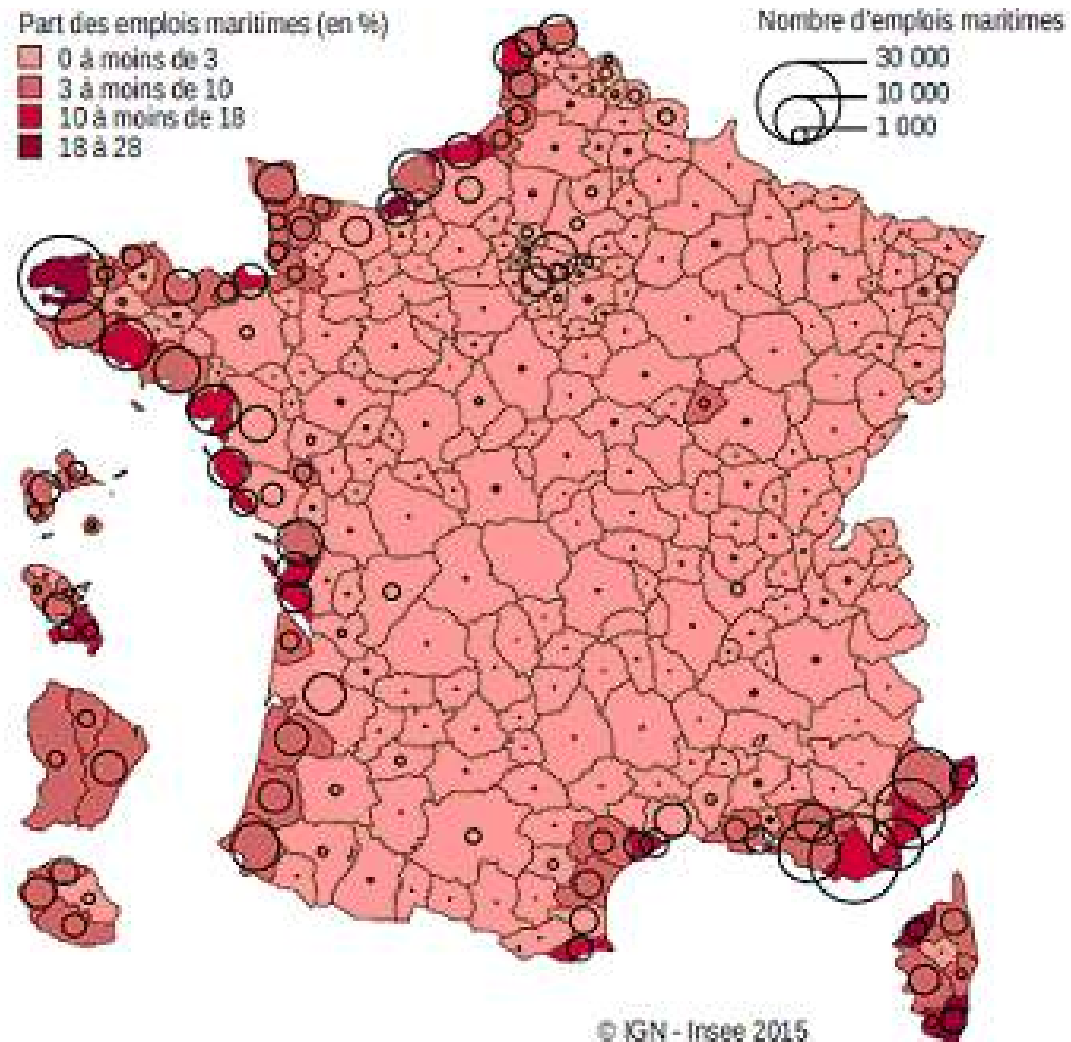 Part des emplois maritimes (en %)
0 à moins de 3
3 à moins de 10
10 à moins de 18
18 à 28
Nombre d'emplois maritimes
30 000
10 000
1 000
© IGN - Insee 2015